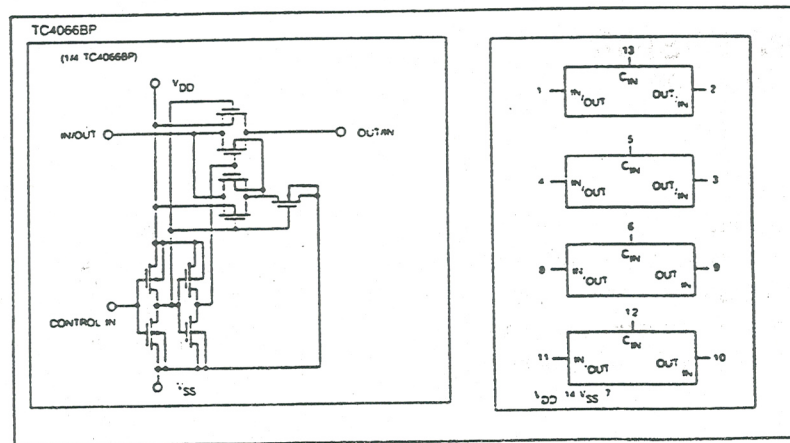 TC4066BP
(1/4 TC4066BP)
VDD
IN/OUT
OUT/IN
CONTROL IN
VSS
13
CIN
1
IN/OUT
OUT/IN
2
5
CIN
4
IN/OUT
OUT/IN
3
6
CIN
8
IN/OUT
OUT/IN
9
12
CIN
11
IN/OUT
OUT/IN
10
VDD 14 VSS 7